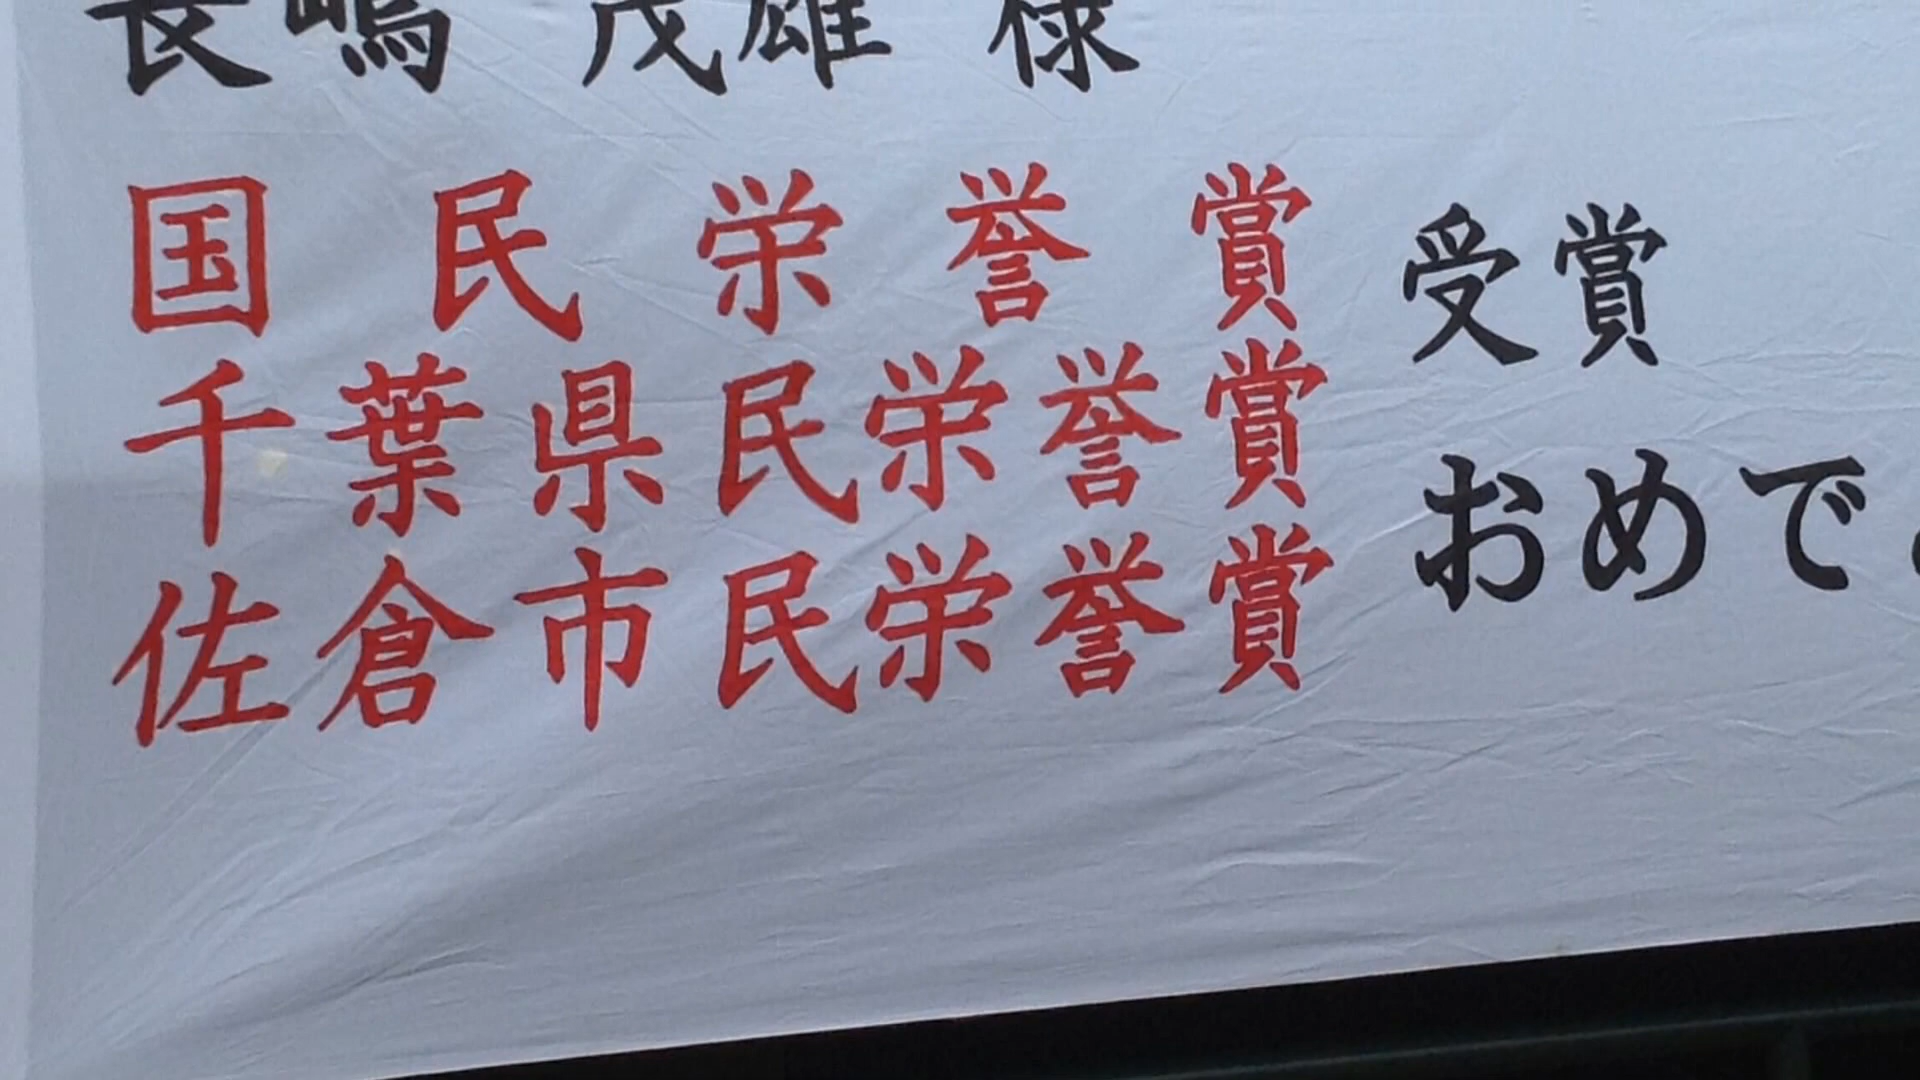 長嶋 茂雄 様
国民栄誉賞 受賞
千葉県民栄誉賞
佐倉市民栄誉賞
おめで